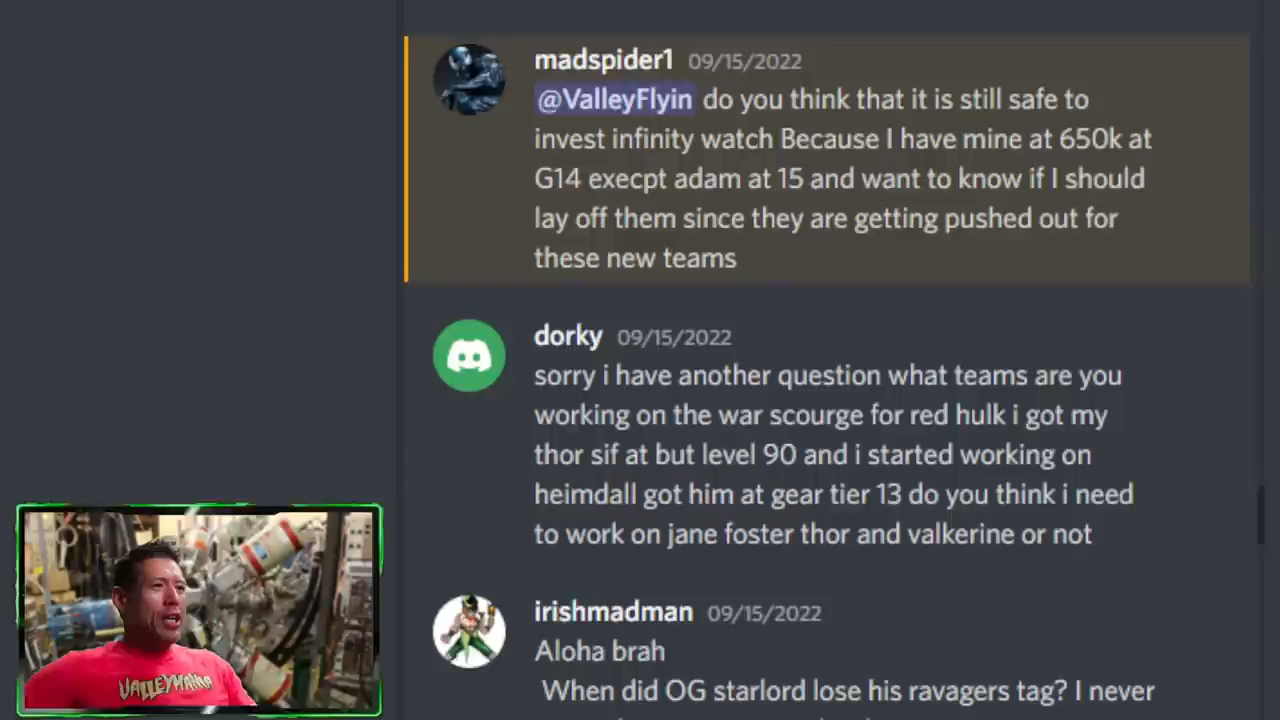 madspider1 09/15/2022
@ValleyFlyin do you think that it is still safe to
invest infinity watch Because I have mine at 650k at
G14 execpt adam at 15 and want to know if I should
lay off them since they are getting pushed out for
these new teams
dorky 09/15/2022
sorry i have another question what teams are you
working on the war scourge for red hulk i got my
thor sif at but level 90 and i started working on
heimdall got him at gear tier 13 do you think i need
to work on jane foster thor and valkerine or not
irishmadman 09/15/2022
Aloha brah
When did OG starlord lose his ravagers tag? I never
VALLEYMANIA